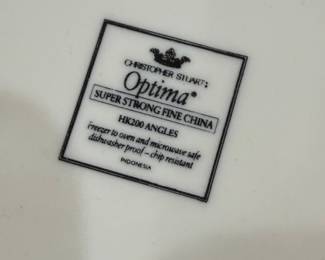 CHRISTOPHER STUART
Optima®
SUPER STRONG FINE CHINA
HK200 ANGLES
freezer to oven and microwave safe
dishwasher proof - chip resistant
INDONESIA